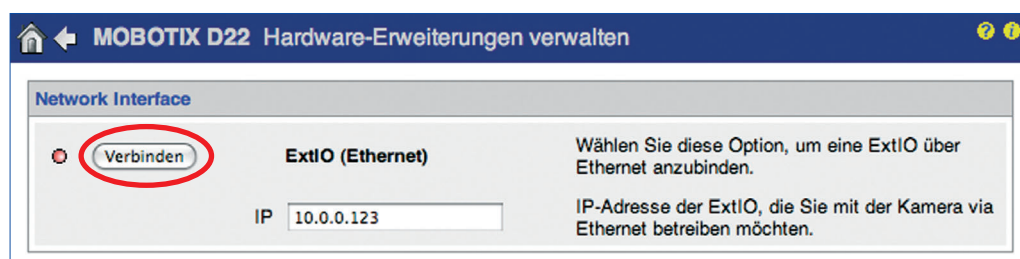 MOBOTIX D22 Hardware-Erweiterungen verwalten
? i
Network Interface
Verbinden
ExtIO (Ethernet)
Wählen Sie diese Option, um eine ExtIO über
Ethernet anzubinden.
IP 10.0.0.123
IP-Adresse der ExtIO, die Sie mit der Kamera via
Ethernet betreiben möchten.